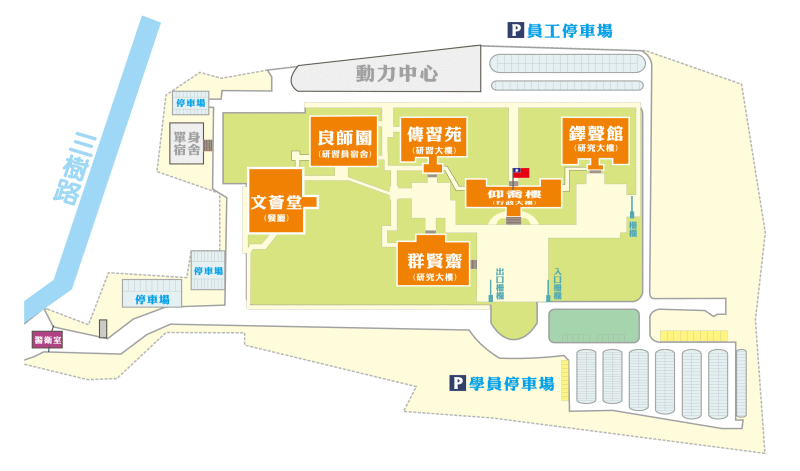 P 員工停車場
動力中心
停車場
單身
宿舍
良師園
(研習員宿舍)
傳習苑
(研習大樓)
鐸聲館
(研究大樓)
三樹路
文薈堂
(餐廳)
仰喬樓
(行政大樓)
柵欄
群賢齋
(研究大樓)
停車場
停車場
出口柵欄
入口柵欄
警衛室
P 學員停車場